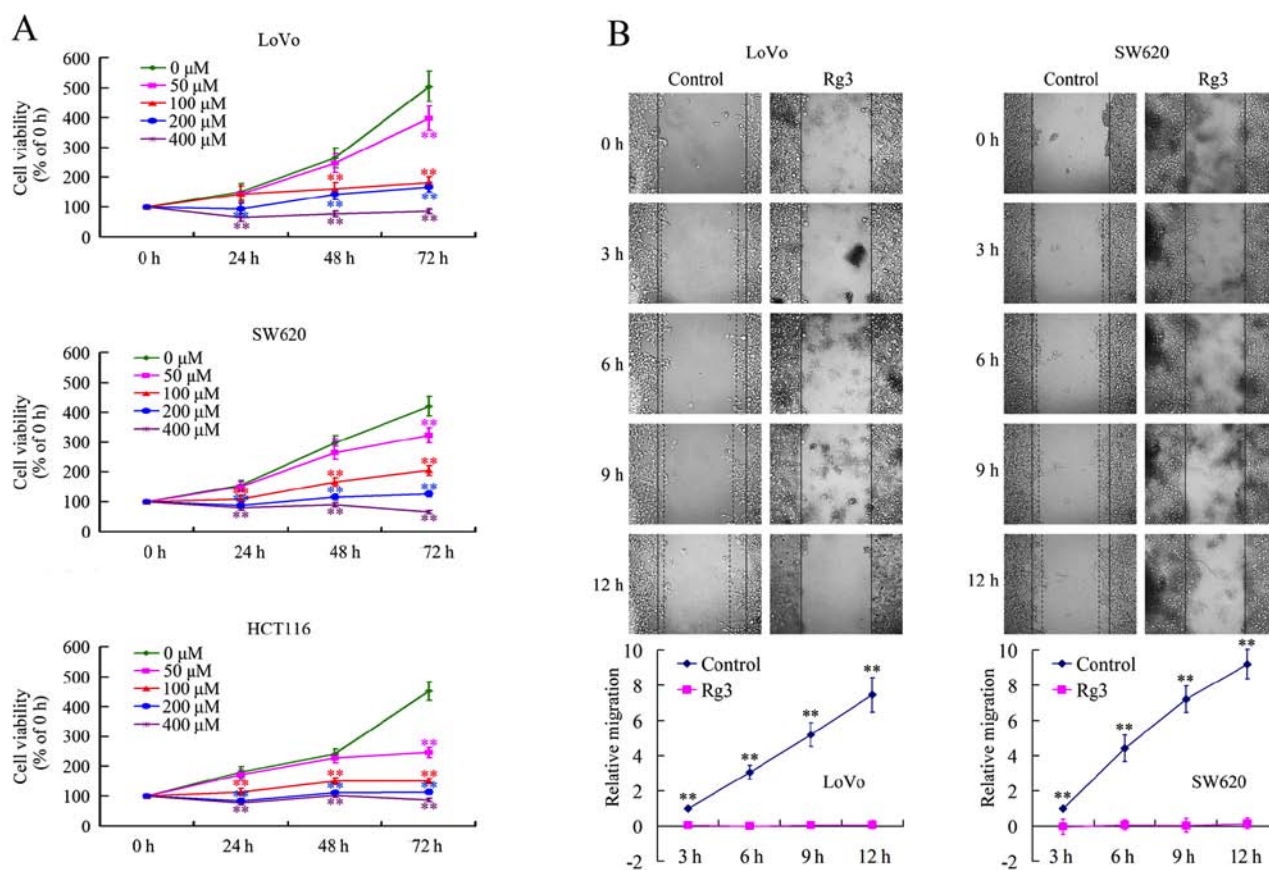 A
LoVo
Cell viability
(% of 0 h)
600
500
400
300
200
100
0
0 µM
50 µM
100 µM
200 µM
400 µM
**
**
**
**
**
**
**
**
**
0 h
24 h
48 h
72 h
SW620
Cell viability
(% of 0 h)
600
500
400
300
200
100
0
0 µM
50 µM
100 µM
200 µM
400 µM
**
**
**
**
**
**
**
**
**
**
0 h
24 h
48 h
72 h
HCT116
Cell viability
(% of 0 h)
600
500
400
300
200
100
0
0 µM
50 µM
100 µM
200 µM
400 µM
**
**
**
**
**
**
**
**
**
**
0 h
24 h
48 h
72 h
B
LoVo
Control Rg3
0 h
3 h
6 h
9 h
12 h
Relative migration
10
8
6
4
2
0
-2
Control
Rg3
**
**
**
**
LoVo
3 h 6 h 9 h 12 h
SW620
Control Rg3
0 h
3 h
6 h
9 h
12 h
Relative migration
10
8
6
4
2
0
-2
Control
Rg3
**
**
**
**
SW620
3 h 6 h 9 h 12 h